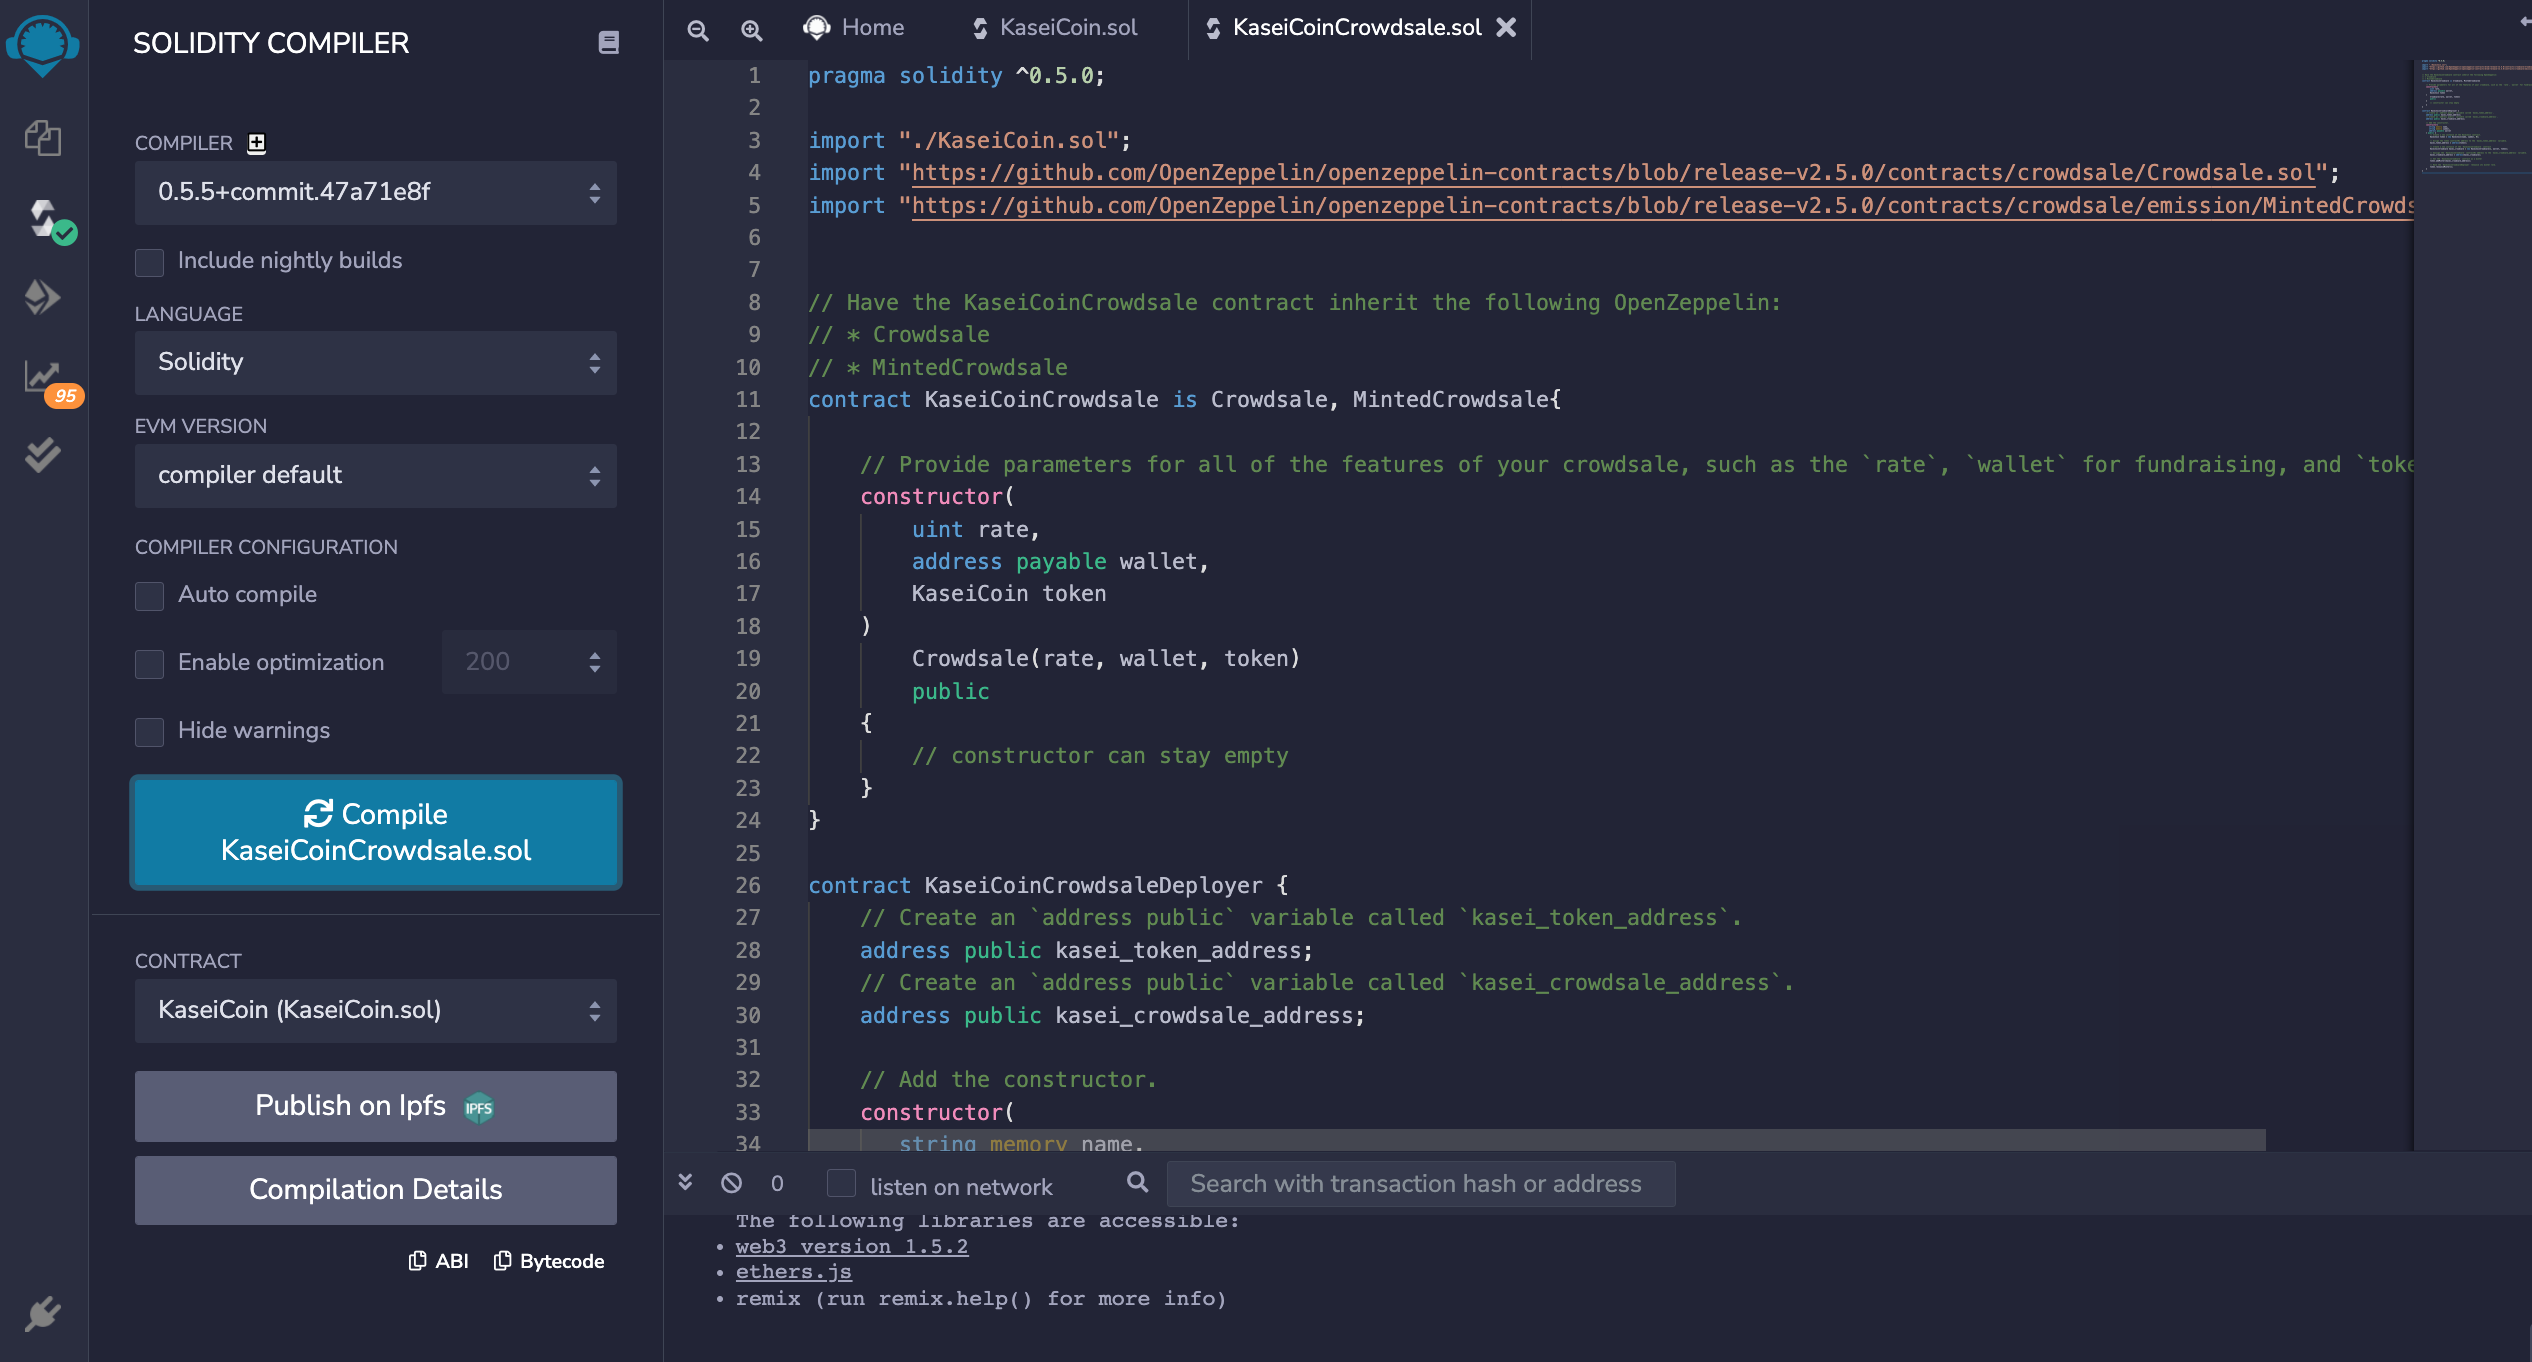 SOLIDITY COMPILER
COMPILER
0.5.5+commit.47a71e8f
Include nightly builds
LANGUAGE
Solidity
95
EVM VERSION
compiler default
COMPILER CONFIGURATION
Auto compile
Enable optimization
200
Hide warnings
Compile
KaseiCoinCrowdsale.sol
CONTRACT
KaseiCoin (KaseiCoin.sol)
Publish on Ipfs IPFS
Compilation Details
ABI Bytecode
Home KaseiCoin.sol KaseiCoinCrowdsale.sol
1 pragma solidity ^0.5.0;
2
3 import "./KaseiCoin.sol";
4 import "https://github.com/OpenZeppelin/openzeppelin-contracts/blob/release-v2.5.0/contracts/crowdsale/Crowdsale.sol";
5 import "https://github.com/OpenZeppelin/openzeppelin-contracts/blob/release-v2.5.0/contracts/crowdsale/emission/MintedCrowds
6
7
8 // Have the KaseiCoinCrowdsale contract inherit the following OpenZeppelin:
9 // * Crowdsale
10 // * MintedCrowdsale
11 contract KaseiCoinCrowdsale is Crowdsale, MintedCrowdsale{
12
13 // Provide parameters for all of the features of your crowdsale, such as the `rate`, `wallet` for fundraising, and `toke
14 constructor(
15 uint rate,
16 address payable wallet,
17 KaseiCoin token
18 )
19 Crowdsale(rate, wallet, token)
20 public
21 {
22 // constructor can stay empty
23 }
24 }
25
26 contract KaseiCoinCrowdsaleDeployer {
27 // Create an `address public` variable called `kasei_token_address`.
28 address public kasei_token_address;
29 // Create an `address public` variable called `kasei_crowdsale_address`.
30 address public kasei_crowdsale_address;
31
32 // Add the constructor.
33 constructor(
34 string memory name,
0 listen on network Search with transaction hash or address
The following libraries are accessible:
• web3 version 1.5.2
• ethers.js
• remix (run remix.help() for more info)